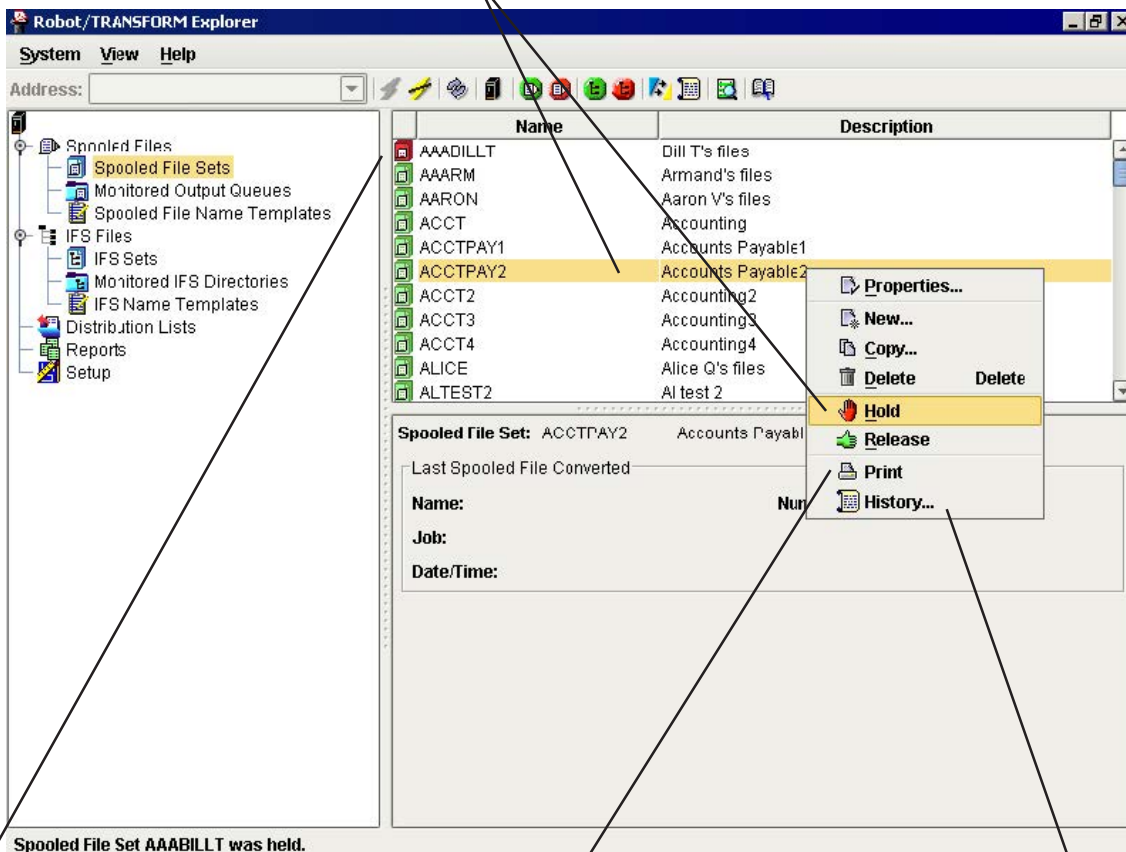 Robot/TRANSFORM Explorer
System View Help
Address:
Spooled Files
Spooled File Sets
Monitored Output Queues
Spooled File Name Templates
IFS Files
IFS Sets
Monitored IFS Directories
IFS Name Templates
Distribution Lists
Reports
Setup
Name Description
AAADILLT Dill T's files
AAARM Armand's files
AARON Aaron V's files
ACCT Accounting
ACCTPAY1 Accounts Payable1
ACCTPAY2 Accounts Payable2
ACCT2 Accounting2
ACCT3 Accounting3
ACCT4 Accounting4
ALICE Alice Q's files
ALTEST2 Al test 2
Properties...
New...
Copy...
Delete Delete
Hold
Release
Print
History...
Spooled File Set: ACCTPAY2 Accounts Payabl
Last Spooled File Converted
Name: Num
Job:
Date/Time:
Spooled File Set AAABILLT was held.